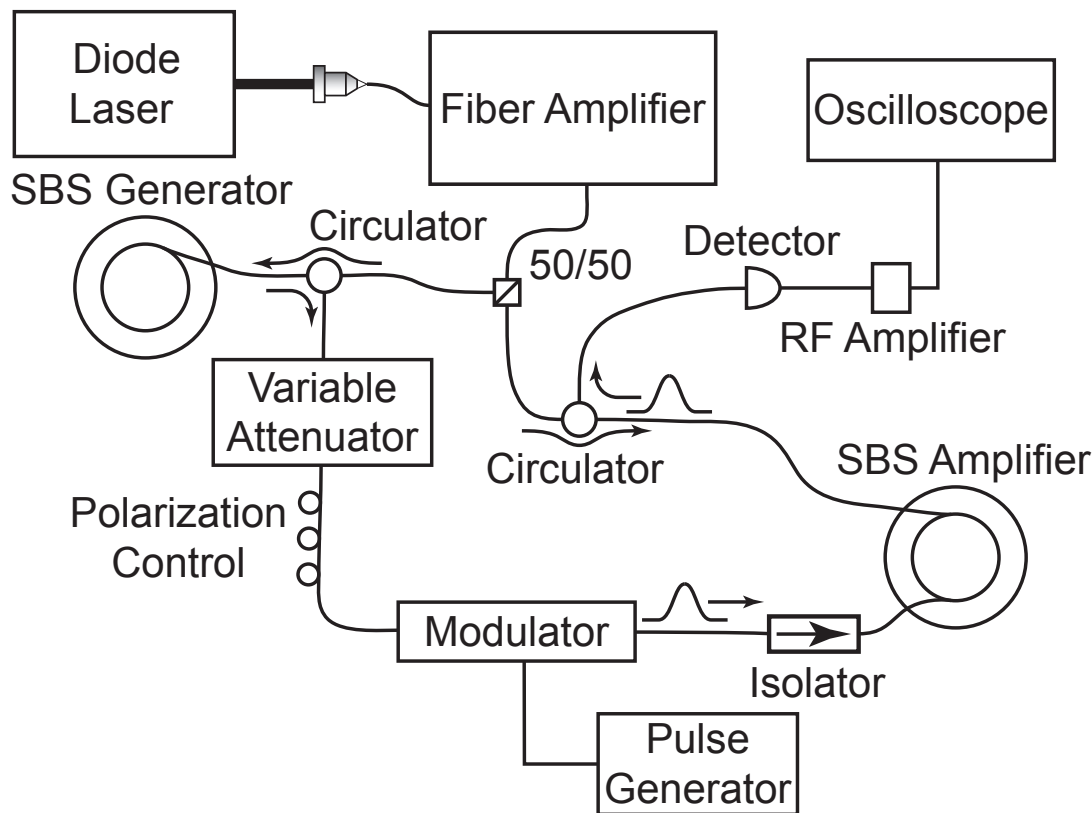 Diode
Laser
Fiber Amplifier
Oscilloscope
SBS Generator
Circulator
50/50
Detector
RF Amplifier
Variable
Attenuator
Circulator
SBS Amplifier
Polarization
Control
Modulator
Isolator
Pulse
Generator